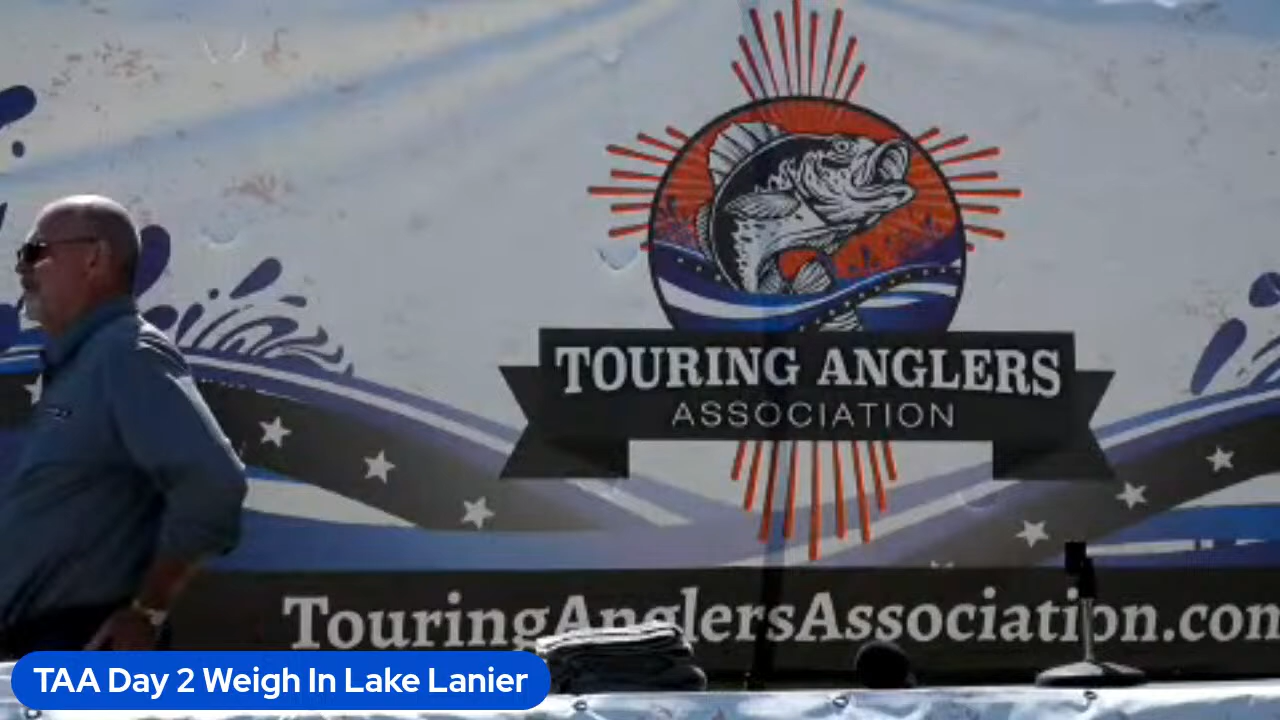 TOURING ANGLERS
ASSOCIATION
TouringAnglersAssociation.com
TAA Day 2 Weigh In Lake Lanier